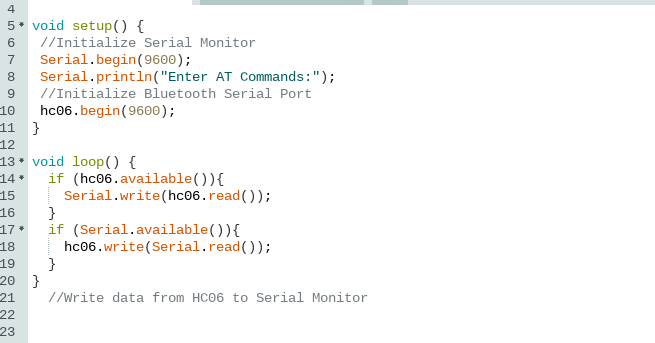 4
5 void setup() {
6 //Initialize Serial Monitor
7 Serial.begin(9600);
8 Serial.println("Enter AT Commands:");
9 //Initialize Bluetooth Serial Port
10 hc06.begin(9600);
11 }
12
13 void loop() {
14 if (hc06.available()){
15 Serial.write(hc06.read());
16 }
17 if (Serial.available()){
18 hc06.write(Serial.read());
19 }
20 }
21 //Write data from HC06 to Serial Monitor
22
23